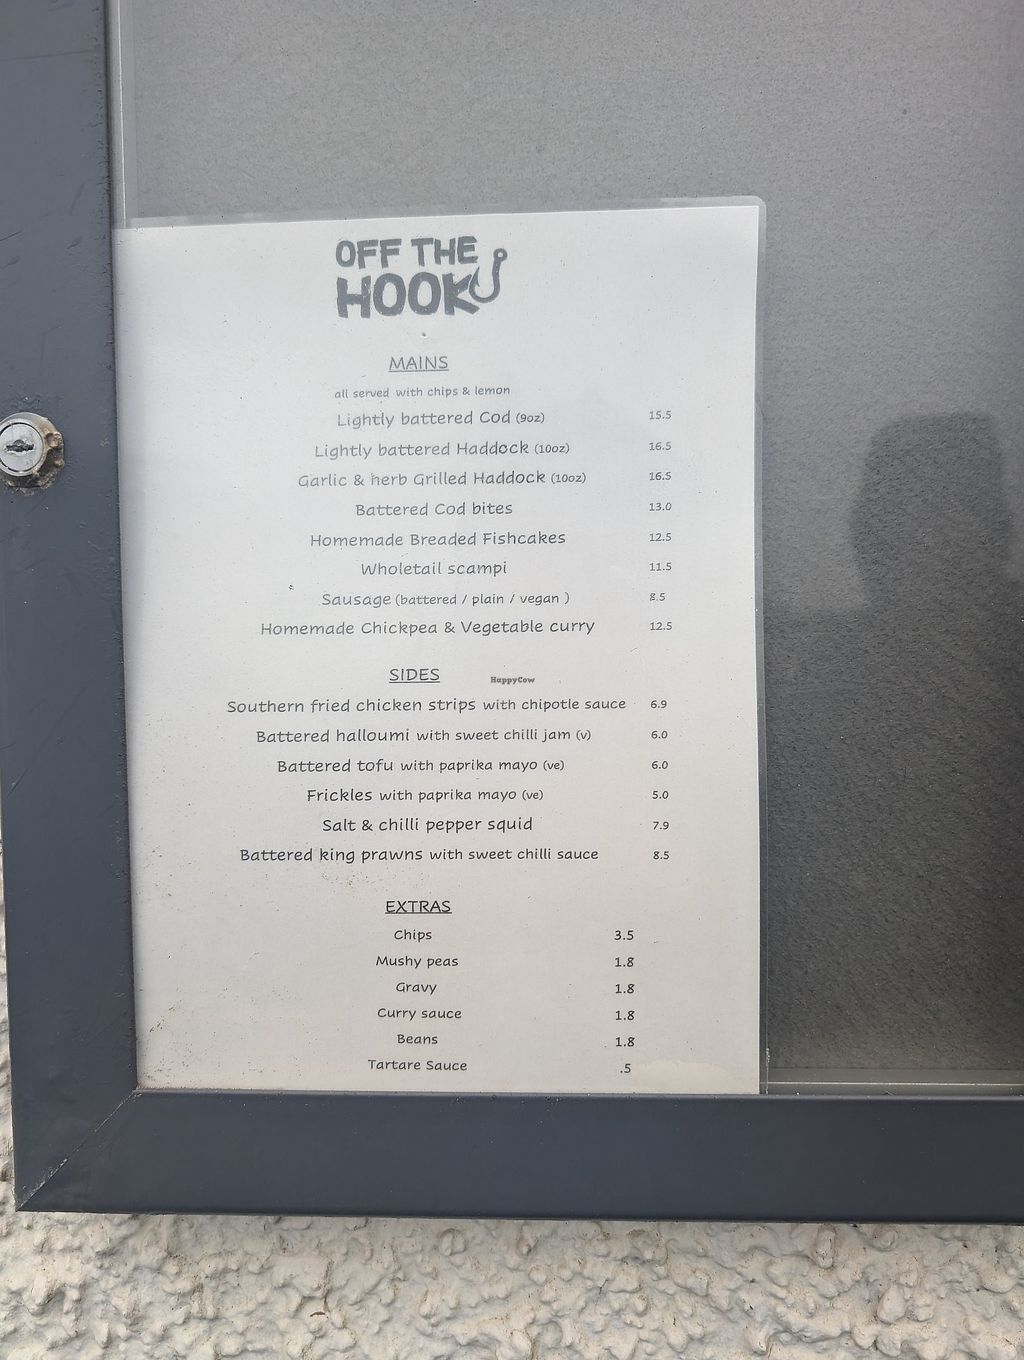 OFF THE
HOOK
MAINS
all served with chips & lemon
Lightly battered Cod (9oz) 15.5
Lightly battered Haddock (10oz) 16.5
Garlic & herb Grilled Haddock (10oz) 16.5
Battered Cod bites 13.0
Homemade Breaded Fishcakes 12.5
Wholetail scampi 11.5
Sausage (battered / plain / vegan ) 8.5
Homemade Chickpea & Vegetable curry 12.5
SIDES
HappyCow
Southern fried chicken strips with chipotle sauce 6.9
Battered halloumi with sweet chilli jam (v) 6.0
Battered tofu with paprika mayo (ve) 6.0
Frickles with paprika mayo (ve) 5.0
Salt & chilli pepper squid 7.9
Battered king prawns with sweet chilli sauce 8.5
EXTRAS
Chips 3.5
Mushy peas 1.8
Gravy 1.8
Curry sauce 1.8
Beans 1.8
Tartare Sauce .5